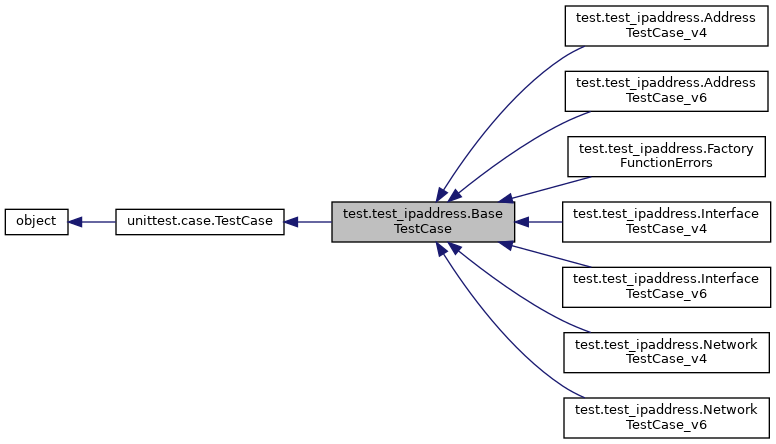 object
unittest.case.TestCase
test.test_ipaddress.Base
TestCase
test.test_ipaddress.Address
TestCase_v4
test.test_ipaddress.Address
TestCase_v6
test.test_ipaddress.Factory
FunctionErrors
test.test_ipaddress.Interface
TestCase_v4
test.test_ipaddress.Interface
TestCase_v6
test.test_ipaddress.Network
TestCase_v4
test.test_ipaddress.Network
TestCase_v6